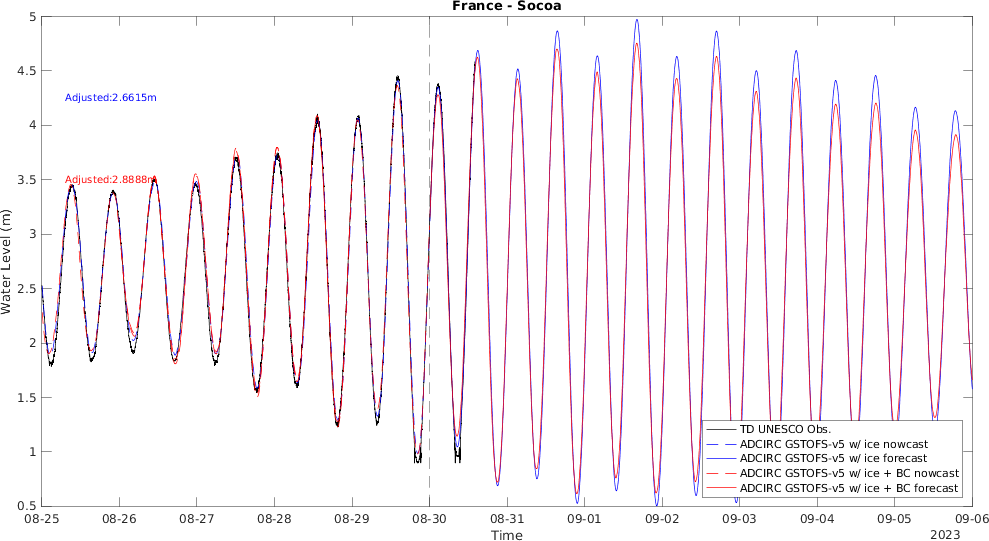 France - Socoa
5
4.5
4
3.5
3
2.5
2
1.5
1
0.5
Water Level (m)
Adjusted:2.6615m
Adjusted:2.8888m
TD UNESCO Obs.
ADCIRC GSTOFS-v5 w/ ice nowcast
ADCIRC GSTOFS-v5 w/ ice forecast
ADCIRC GSTOFS-v5 w/ ice + BC nowcast
ADCIRC GSTOFS-v5 w/ ice + BC forecast
08-25 08-26 08-27 08-28 08-29 08-30 08-31 09-01 09-02 09-03 09-04 09-05 09-06
Time
2023